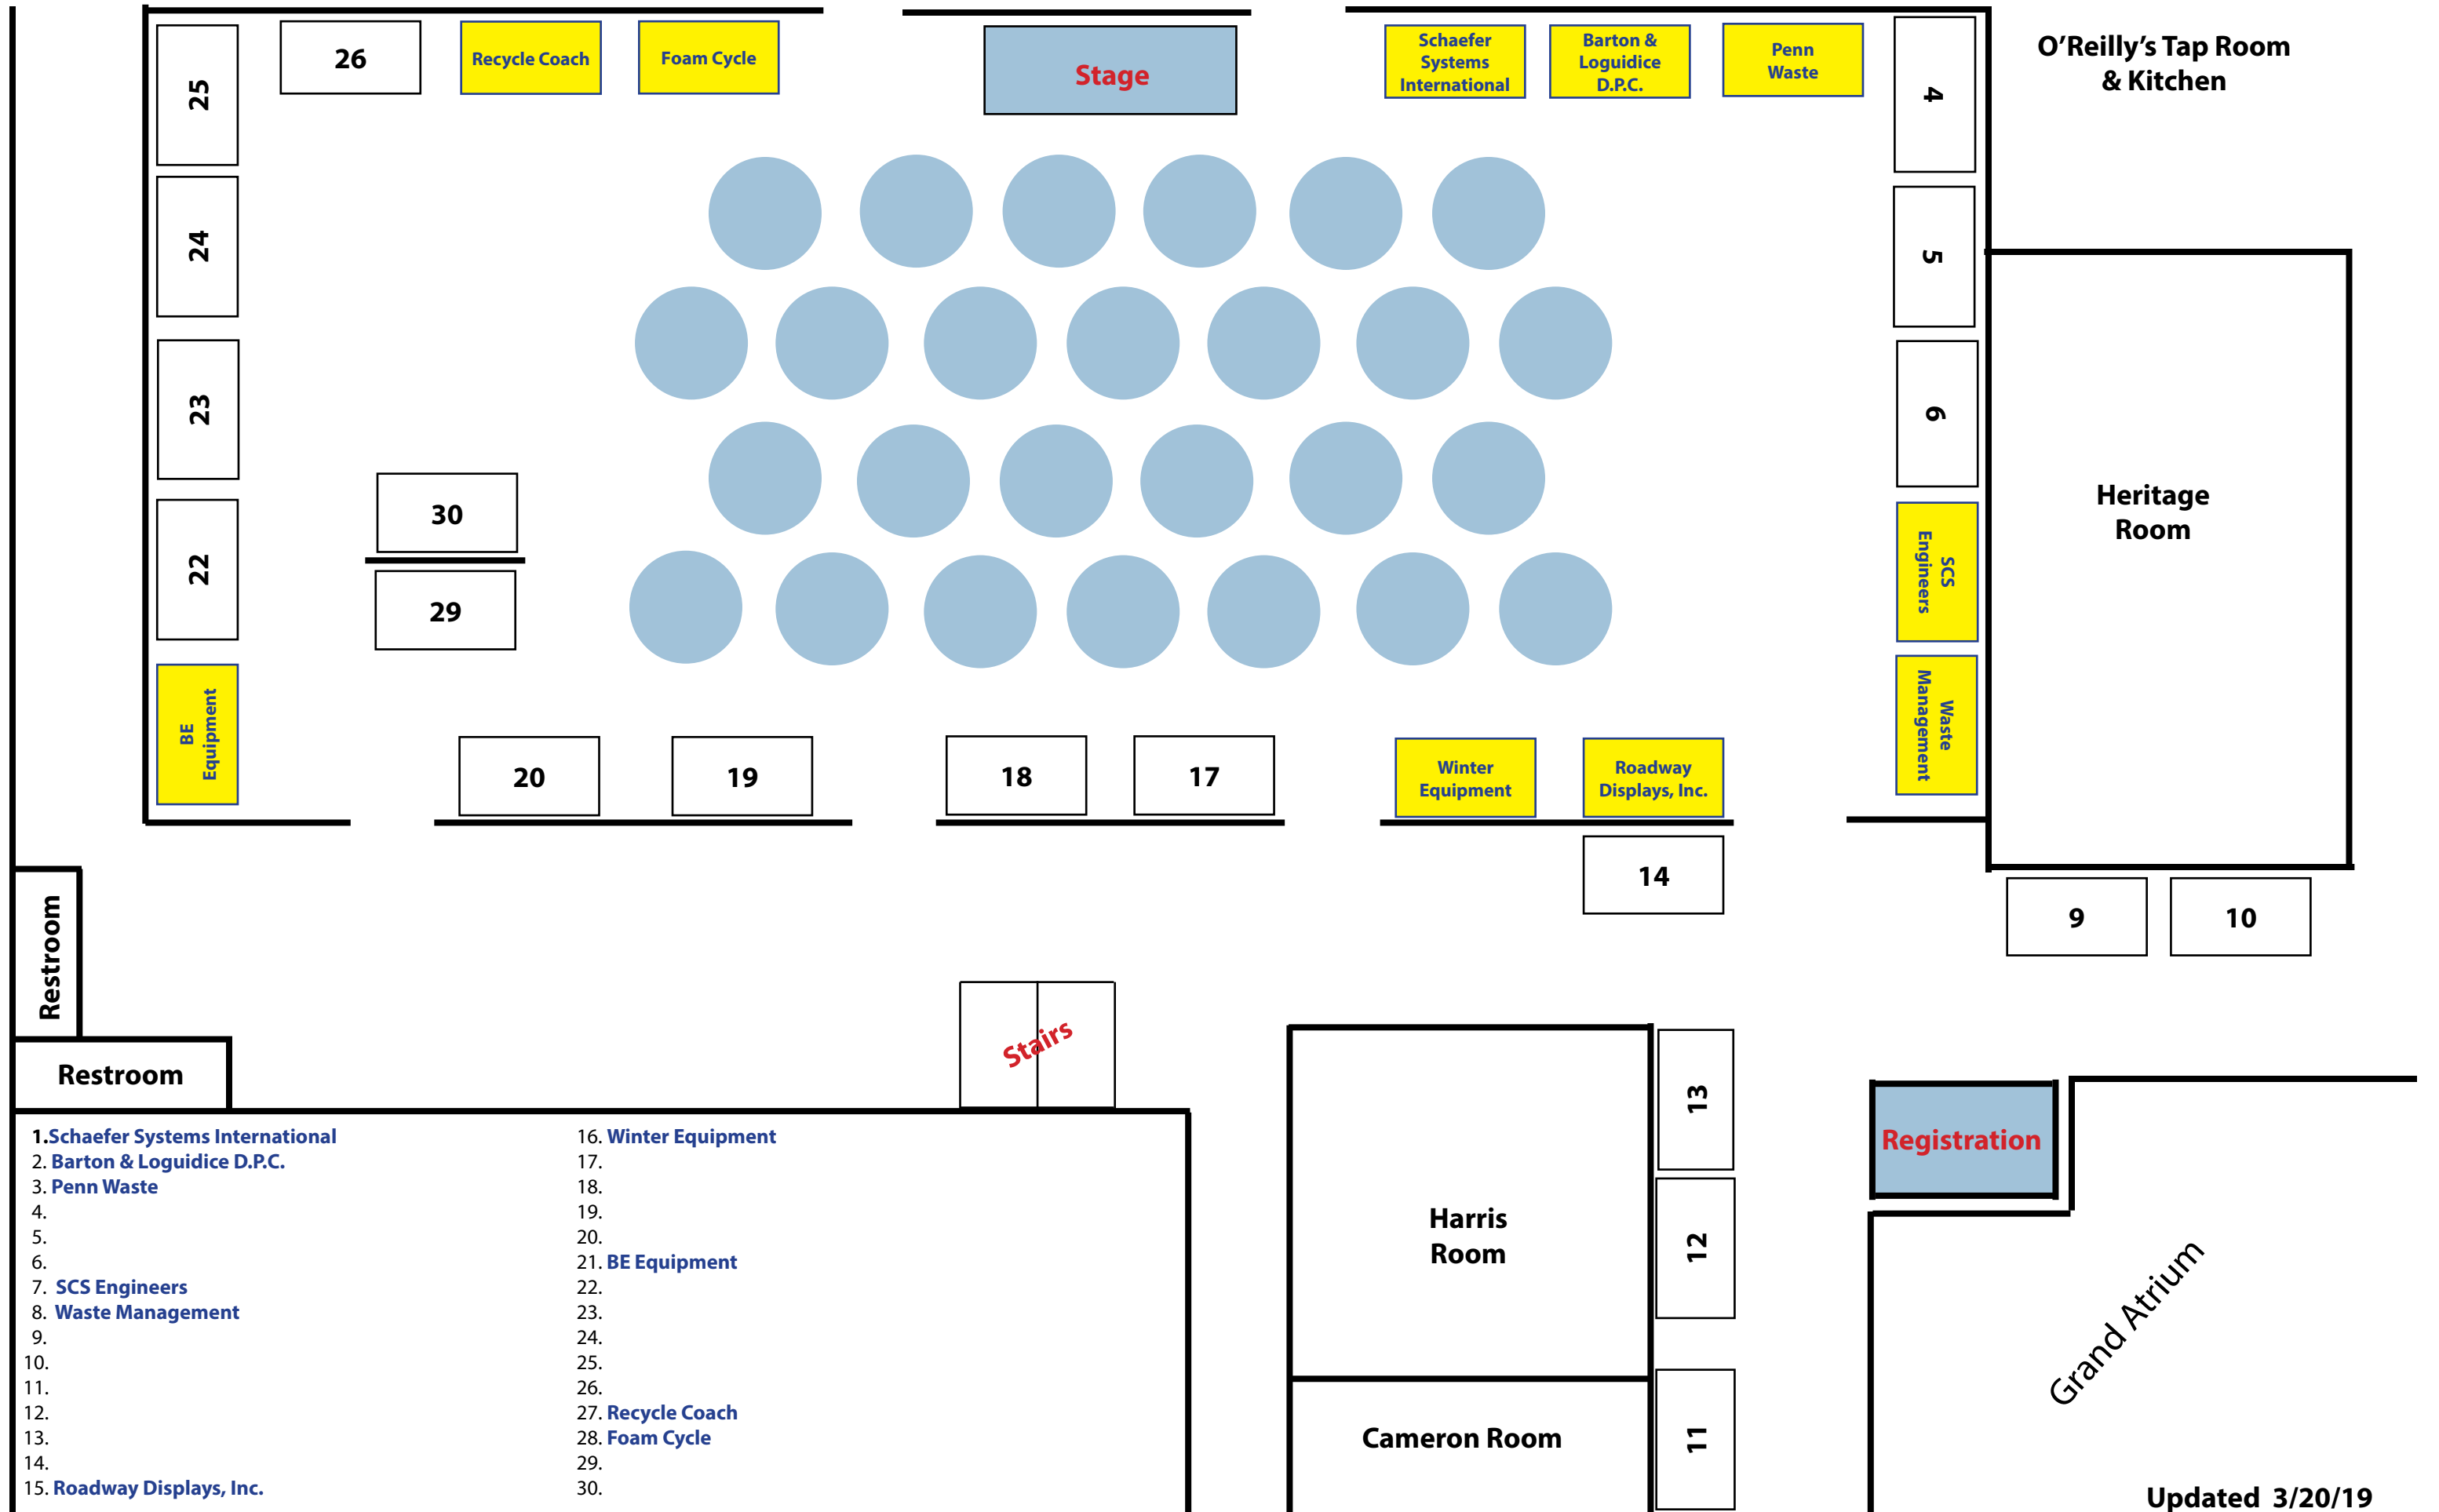 26
Recycle Coach
Foam Cycle
Stage
Schaefer
Systems
International
Barton &
Loguidice
D.P.C.
Penn
Waste
O’Reilly’s Tap Room
& Kitchen
25
24
23
22
BE
Equipment
4
5
6
SCS
Engineers
Waste
Management
Heritage
Room
30
29
20
19
18
17
Winter
Equipment
Roadway
Displays, Inc.
14
9
10
Restroom
Restroom
Stairs
13
12
11
Harris
Room
Cameron Room
Registration
Grand Atrium
1.Schaefer Systems International
2. Barton & Loguidice D.P.C.
3. Penn Waste
4.
5.
6.
7. SCS Engineers
8. Waste Management
9.
10.
11.
12.
13.
14.
15. Roadway Displays, Inc.
16. Winter Equipment
17.
18.
19.
20.
21. BE Equipment
22.
23.
24.
25.
26.
27. Recycle Coach
28. Foam Cycle
29.
30.
Updated 3/20/19